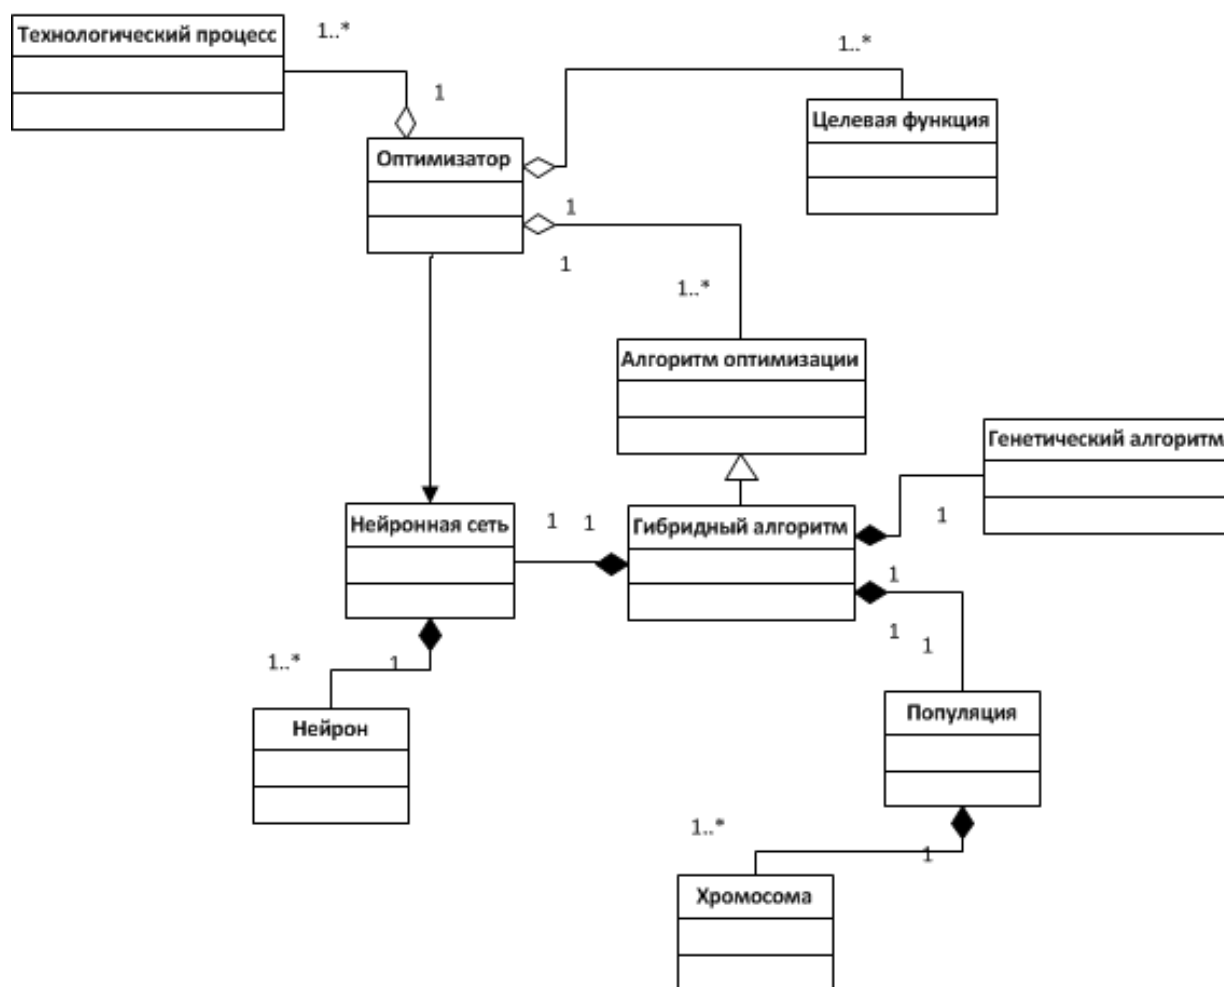 Технологический процесс
1..*
1..*
1
Целевая функция
Оптимизатор
1
1
1..*
Алгоритм оптимизации
Генетический алгоритм
Нейронная сеть
1
1
Гибридный алгоритм
1
1
1
1
1..*
1
Нейрон
Популяция
1..*
1
Хромосома